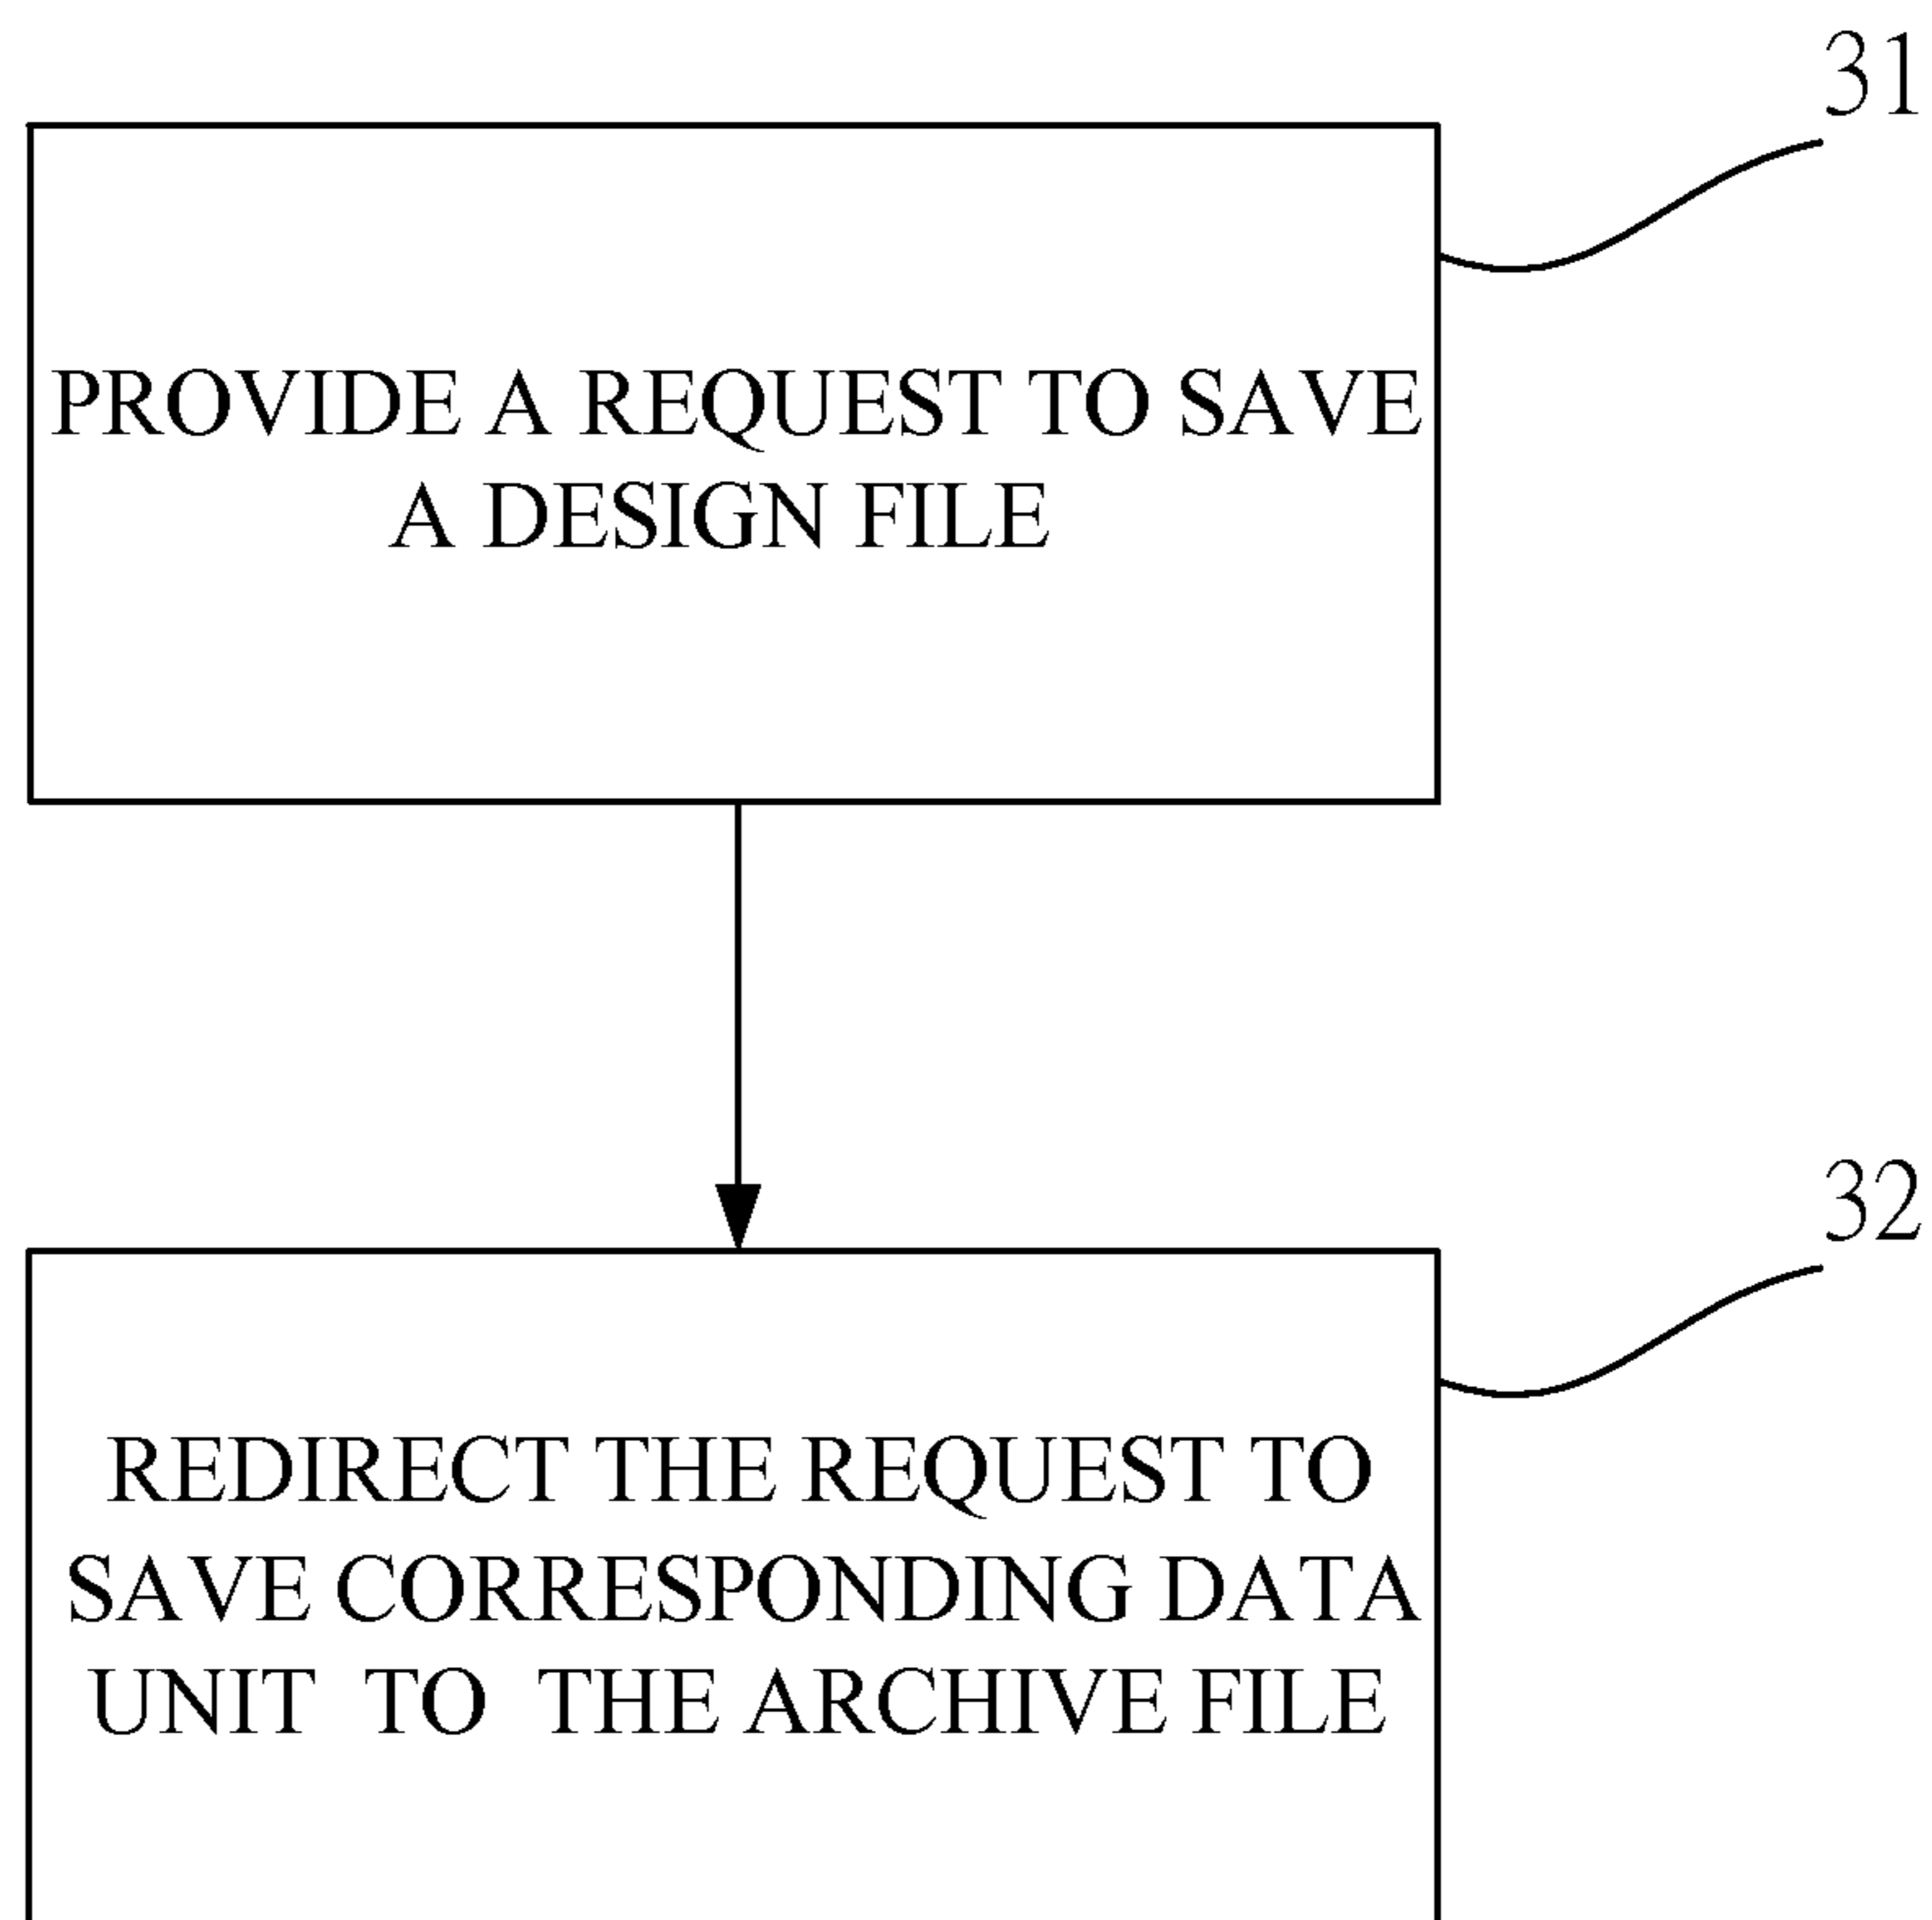 31
PROVIDE A REQUEST TO SAVE
A DESIGN FILE
32
REDIRECT THE REQUEST TO
SAVE CORRESPONDING DATA
UNIT TO THE ARCHIVE FILE